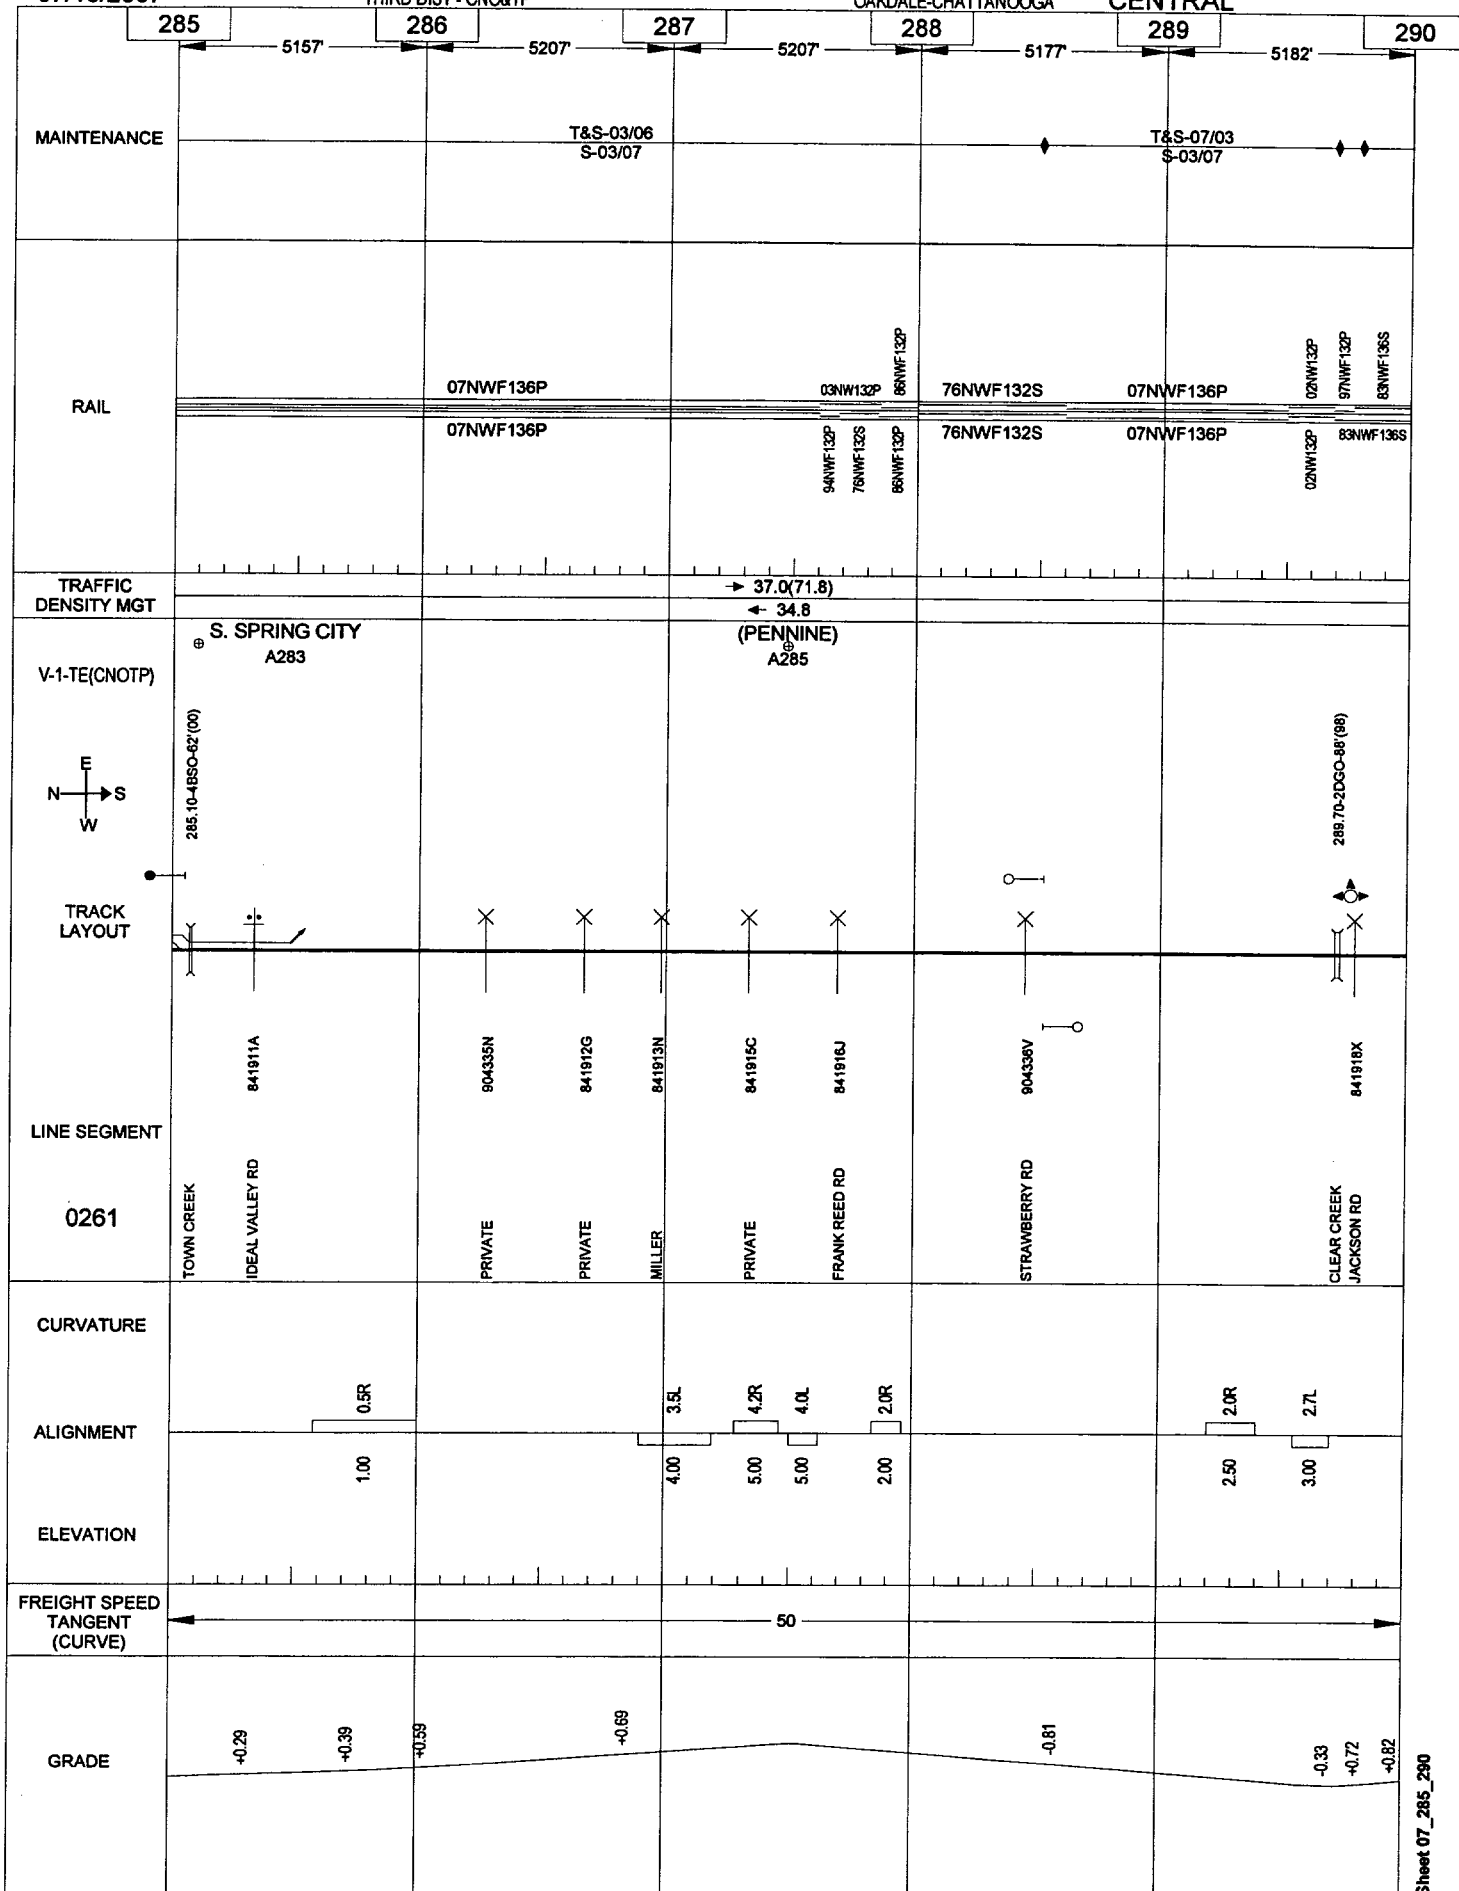 THIRD DIST - CNO&TP OAKDALE-CHATTANOOGA CENTRAL
285 286 287 288 289 290
5157' 5207' 5207' 5177' 5182'
MAINTENANCE
T&S-03/06 T&S-07/03
S-03/07 S-03/07
RAIL
07NWF136P 03NW132P 86NWF132P 76NWF132S 07NWF136P 02NW132P 97NWF132P 83NWF136S
07NWF136P 94NWF132P 76NWF132S 86NWF132P 76NWF132S 07NWF136P 02NW132P 83NWF136S
TRAFFIC
DENSITY MGT
37.0(71.8)
34.8
S. SPRING CITY (PENNINE)
A283 A285
V-1-TE(CNOTP)
285.10-4BSO-62'(00) 289.70-2DGO-88'(98)
E
N S
W
TRACK
LAYOUT
841911A 904335N 841912G 841913N 841915C 841916J 904336V 841918X
LINE SEGMENT
0261
TOWN CREEK IDEAL VALLEY RD PRIVATE PRIVATE MILLER PRIVATE FRANK REED RD STRAWBERRY RD CLEAR CREEK JACKSON RD
CURVATURE
0.5R 3.5L 4.2R 4.0L 2.0R 2.0R 2.7L
ALIGNMENT
1.00 4.00 5.00 5.00 2.00 2.50 3.00
ELEVATION
FREIGHT SPEED
TANGENT
(CURVE)
50
GRADE
+0.29 +0.39 +0.59 +0.69 -0.81 -0.33 +0.72 +0.82
Sheet 07_285_290